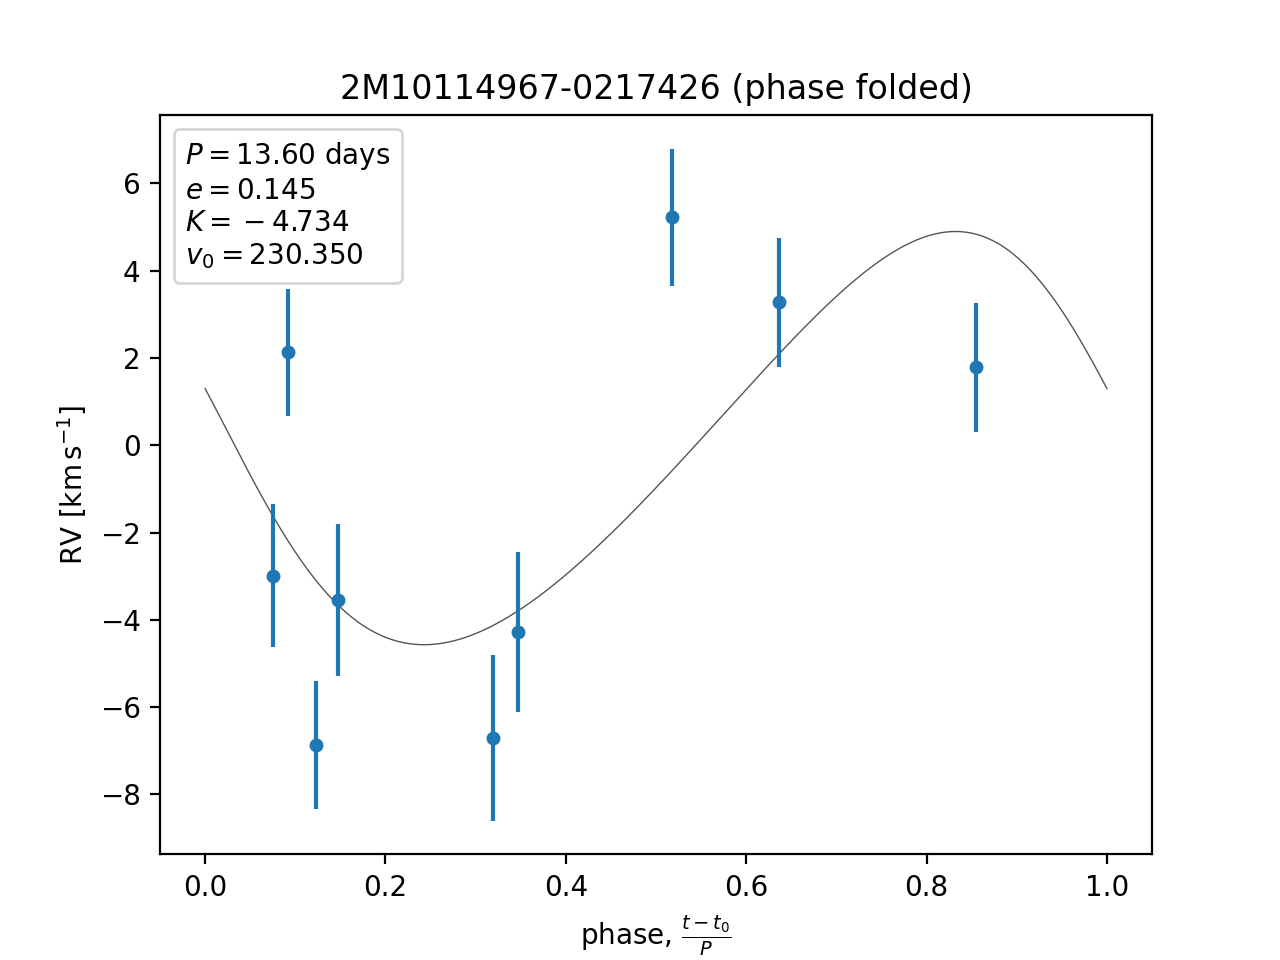 2M10114967-0217426 (phase folded)
P = 13.60 days
e = 0.145
K = −4.734
v₀ = 230.350
6
4
2
0
−2
−4
−6
−8
RV [km s⁻¹]
0.0 0.2 0.4 0.6 0.8 1.0
phase, (t − t₀)/P